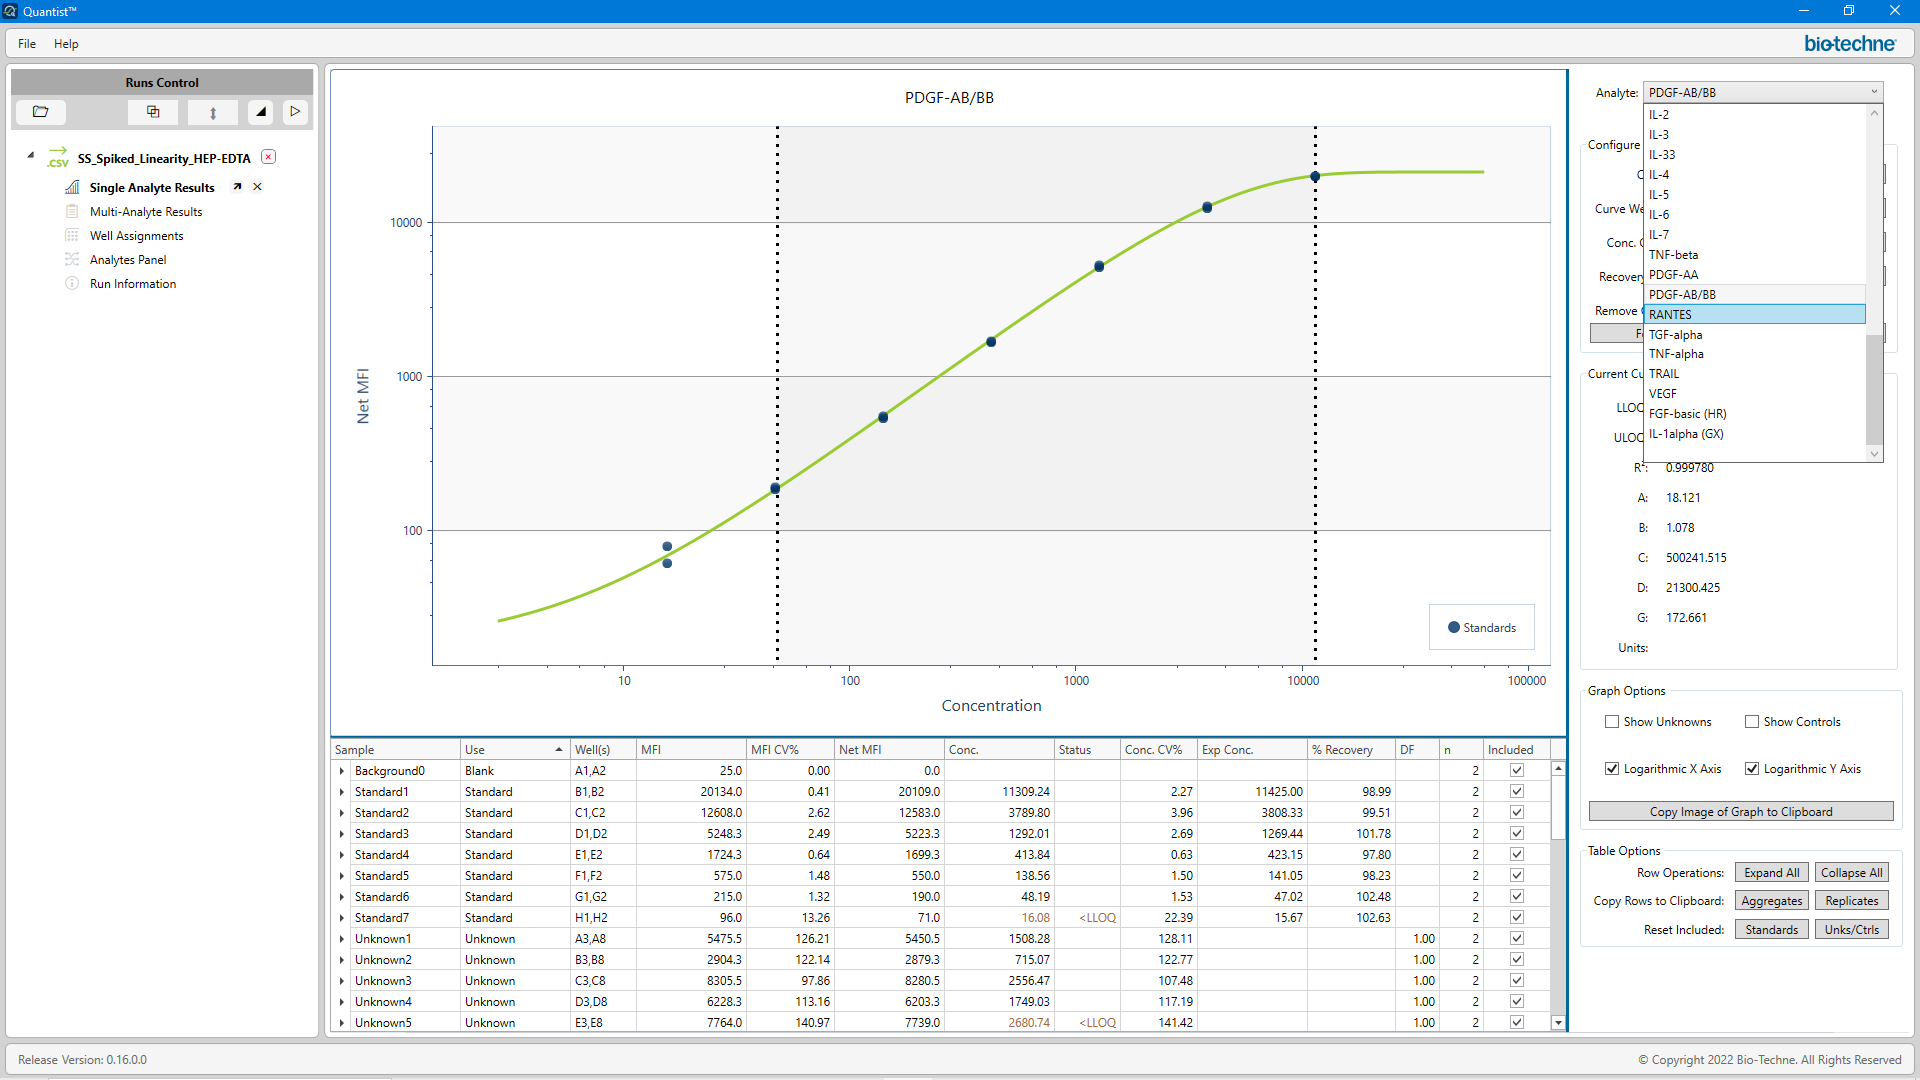 Quantist™
File Help
bio-techne
Runs Control
.CSV SS_Spiked_Linearity_HEP-EDTA
Single Analyte Results
Multi-Analyte Results
Well Assignments
Analytes Panel
Run Information
PDGF-AB/BB
10000
1000
100
Net MFI
10 100 1000 10000 100000
Concentration
Standards
Sample Use Well(s) MFI MFI CV% Net MFI Conc. Status Conc. CV% Exp Conc. % Recovery DF n Included
Background0 Blank A1,A2 25.0 0.00 0.0 2
Standard1 Standard B1,B2 20134.0 0.41 20109.0 11309.24 2.27 11425.00 98.99 2
Standard2 Standard C1,C2 12608.0 2.62 12583.0 3789.80 3.96 3808.33 99.51 2
Standard3 Standard D1,D2 5248.3 2.49 5223.3 1292.01 2.69 1269.44 101.78 2
Standard4 Standard E1,E2 1724.3 0.64 1699.3 413.84 0.63 423.15 97.80 2
Standard5 Standard F1,F2 575.0 1.48 550.0 138.56 1.50 141.05 98.23 2
Standard6 Standard G1,G2 215.0 1.32 190.0 48.19 1.53 47.02 102.48 2
Standard7 Standard H1,H2 96.0 13.26 71.0 16.08 <LLOQ 22.39 15.67 102.63 2
Unknown1 Unknown A3,A8 5475.5 126.21 5450.5 1508.28 128.11 1.00 2
Unknown2 Unknown B3,B8 2904.3 122.14 2879.3 715.07 122.77 1.00 2
Unknown3 Unknown C3,C8 8305.5 97.86 8280.5 2556.47 107.48 1.00 2
Unknown4 Unknown D3,D8 6228.3 113.16 6203.3 1749.03 117.19 1.00 2
Unknown5 Unknown E3,E8 7764.0 140.97 7739.0 2680.74 <LLOQ 141.42 1.00 2
Analyte: PDGF-AB/BB
IL-2
IL-3
IL-33
IL-4
IL-5
IL-6
IL-7
TNF-beta
PDGF-AA
PDGF-AB/BB
RANTES
TGF-alpha
TNF-alpha
TRAIL
VEGF
FGF-basic (HR)
IL-1alpha (GX)
Configure
Curve We
Conc. C
Recovery
Remove
Current Cu
LLOQ
ULOQ
R²: 0.999780
A: 18.121
B: 1.078
C: 500241.515
D: 21300.425
G: 172.661
Units:
Graph Options
Show Unknowns Show Controls
Logarithmic X Axis Logarithmic Y Axis
Copy Image of Graph to Clipboard
Table Options
Row Operations: Expand All Collapse All
Copy Rows to Clipboard: Aggregates Replicates
Reset Included: Standards Unks/Ctrls
Release Version: 0.16.0.0
© Copyright 2022 Bio-Techne. All Rights Reserved